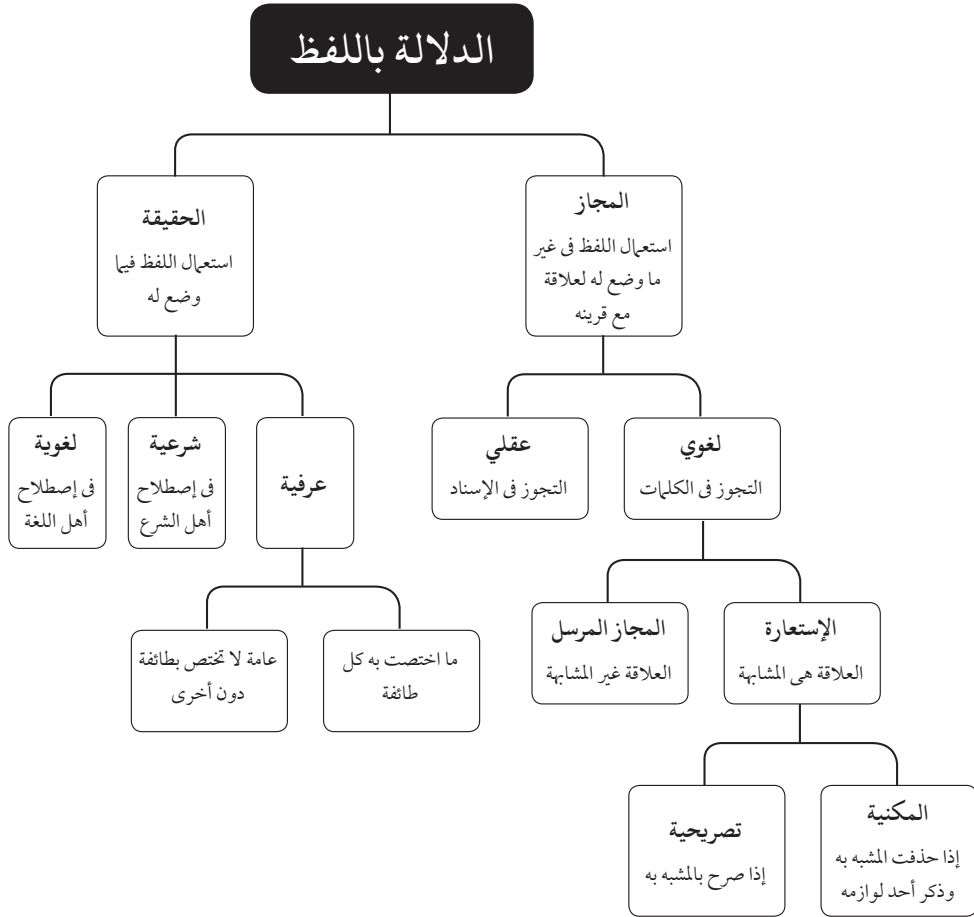 الدلالة باللفظ
المجاز
استعمال اللفظ فى غير
ما وضع له لعلاقة
مع قرينه
الحقيقة
استعمال اللفظ فيما
وضع له
لغوي
التجوز فى الكلمات
عقلي
التجوز فى الإسناد
عرفية
شرعية
فى إصطلاح
أهل الشرع
لغوية
فى إصطلاح
أهل اللغة
الإستعارة
العلاقة هى المشابهة
المجاز المرسل
العلاقة غير المشابهة
ما اختصت به كل
طائفة
عامة لا تختص بطائفة
دون أخرى
المكنية
إذا حذفت المشبه به
وذكر أحد لوازمه
تصريحية
إذا صرح بالمشبه به